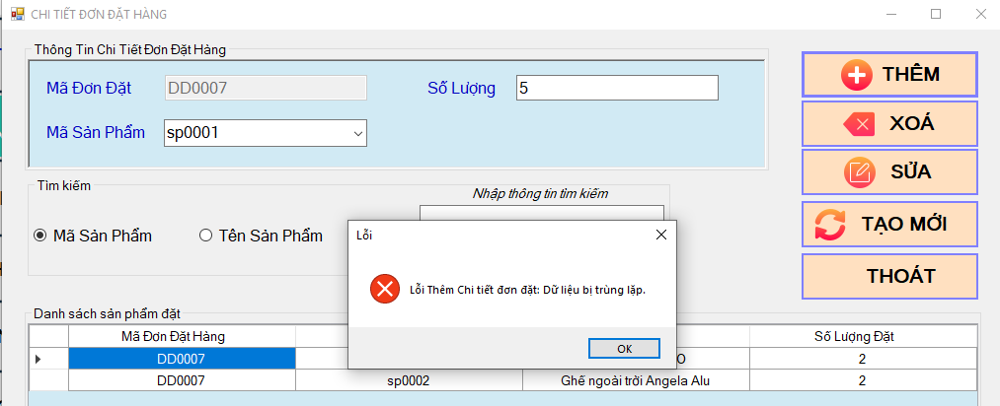 CHI TIẾT ĐƠN ĐẶT HÀNG
Thông Tin Chi Tiết Đơn Đặt Hàng
Mã Đơn Đặt
DD0007
Số Lượng
5
Mã Sản Phẩm
sp0001
THÊM
XOÁ
SỬA
TẠO MỚI
THOÁT
Tìm kiếm
Nhập thông tin tìm kiếm
Mã Sản Phẩm
Tên Sản Phẩm
Lỗi
Lỗi Thêm Chi tiết đơn đặt: Dữ liệu bị trùng lặp.
OK
Danh sách sản phẩm đặt
Mã Đơn Đặt Hàng Số Lượng Đặt
DD0007 2
DD0007 sp0002 Ghế ngoài trời Angela Alu 2